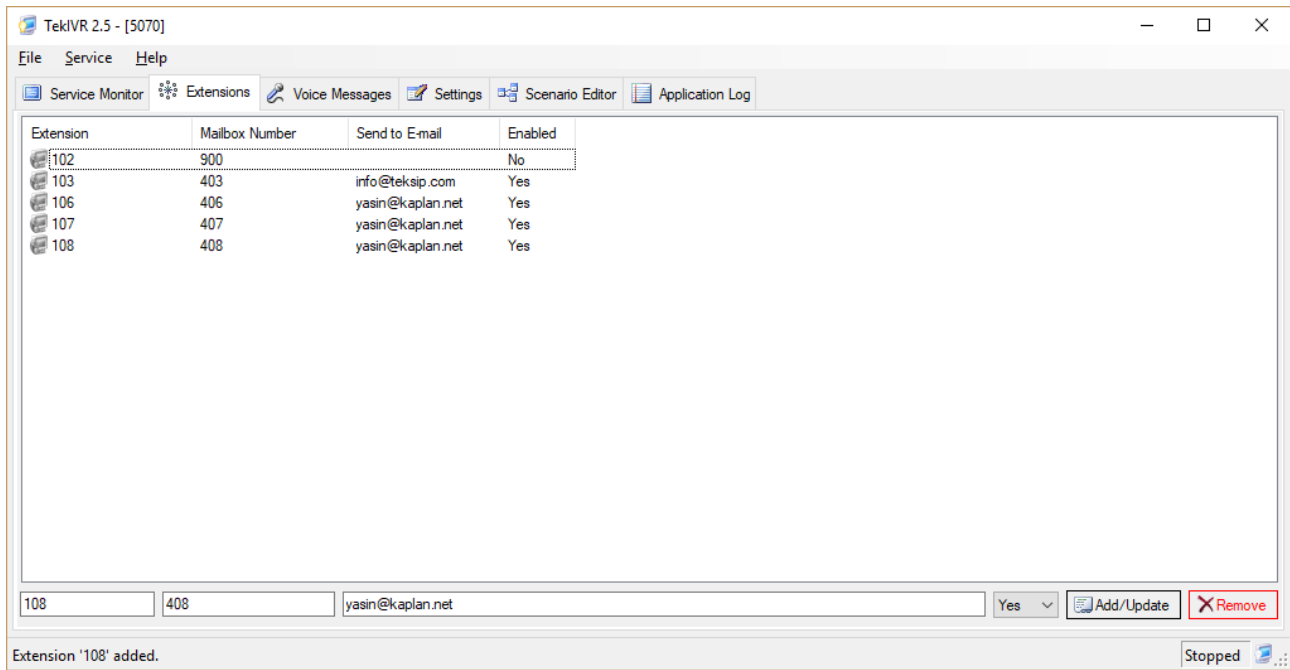 TekIVR 2.5 - [5070]
File Service Help
Service Monitor Extensions Voice Messages Settings Scenario Editor Application Log
Extension Mailbox Number Send to E-mail Enabled
102 900 No
103 403 info@teksip.com Yes
106 406 yasin@kaplan.net Yes
107 407 yasin@kaplan.net Yes
108 408 yasin@kaplan.net Yes
108 408 yasin@kaplan.net Yes Add/Update Remove
Extension '108' added. Stopped